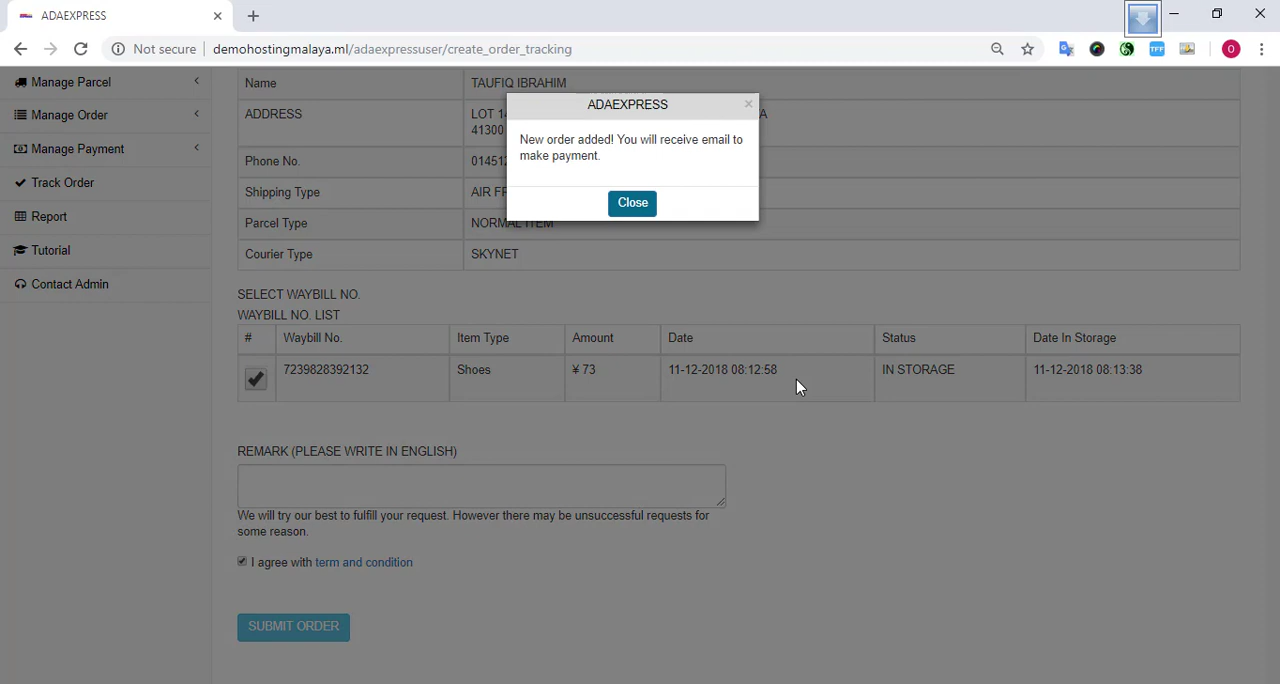 ADAEXPRESS
Not secure
demohostingmalaya.ml/adaexpressuser/create_order_tracking
TFF
O
Manage Parcel
Manage Order
Manage Payment
Track Order
Report
Tutorial
Contact Admin
Name TAUFIQ IBRAHIM
ADDRESS LOT 14 A
41300
Phone No. 01451
Shipping Type AIR FR
Parcel Type NORMAL ITEM
Courier Type SKYNET
ADAEXPRESS ×
New order added! You will receive email to
make payment.
Close
SELECT WAYBILL NO.
WAYBILL NO. LIST
# Waybill No. Item Type Amount Date Status Date In Storage
7239828392132 Shoes ¥ 73 11-12-2018 08:12:58 IN STORAGE 11-12-2018 08:13:38
REMARK (PLEASE WRITE IN ENGLISH)
We will try our best to fulfill your request. However there may be unsuccessful requests for
some reason.
I agree with term and condition
SUBMIT ORDER